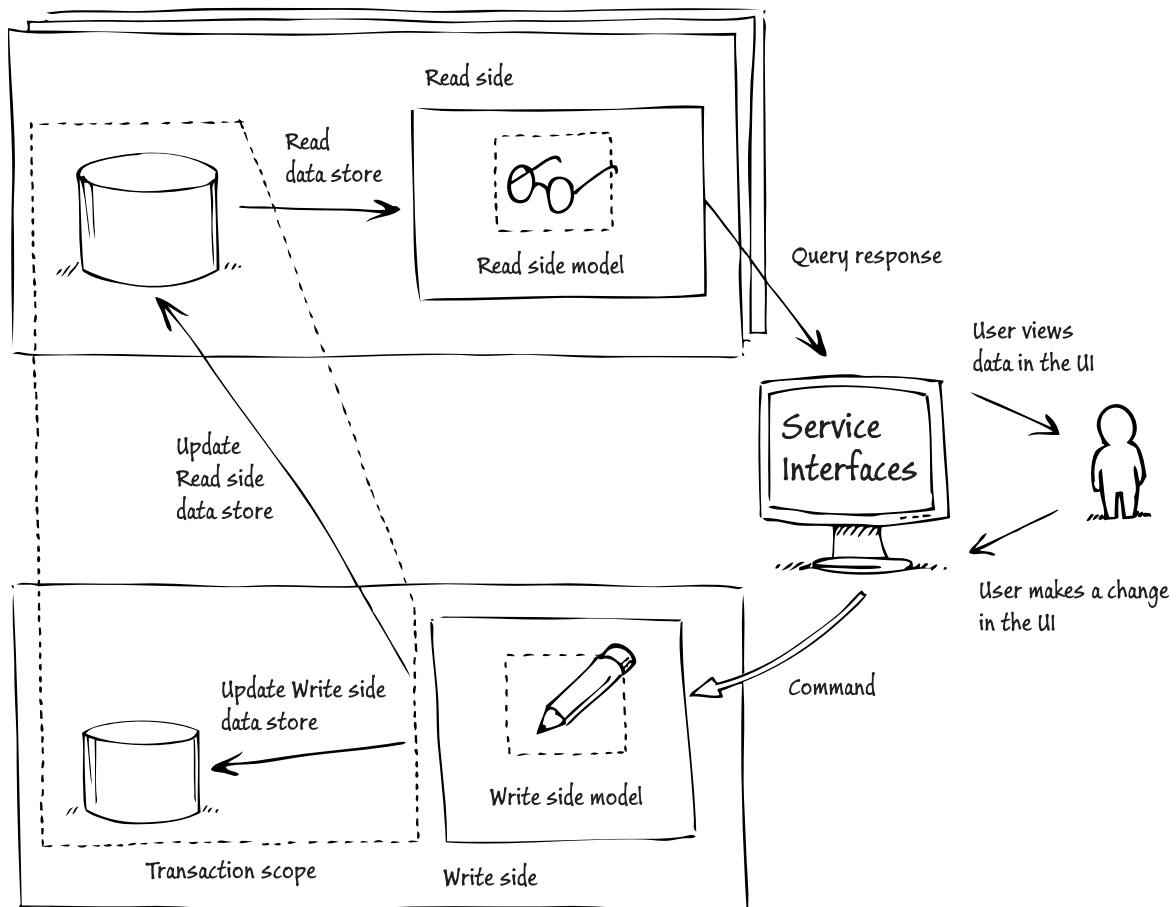 Read side
Read
data store
Read side model
Query response
User views
data in the UI
Service
Interfaces
Update
Read side
data store
User makes a change
in the UI
Update Write side
data store
Command
Write side model
Transaction scope
Write side